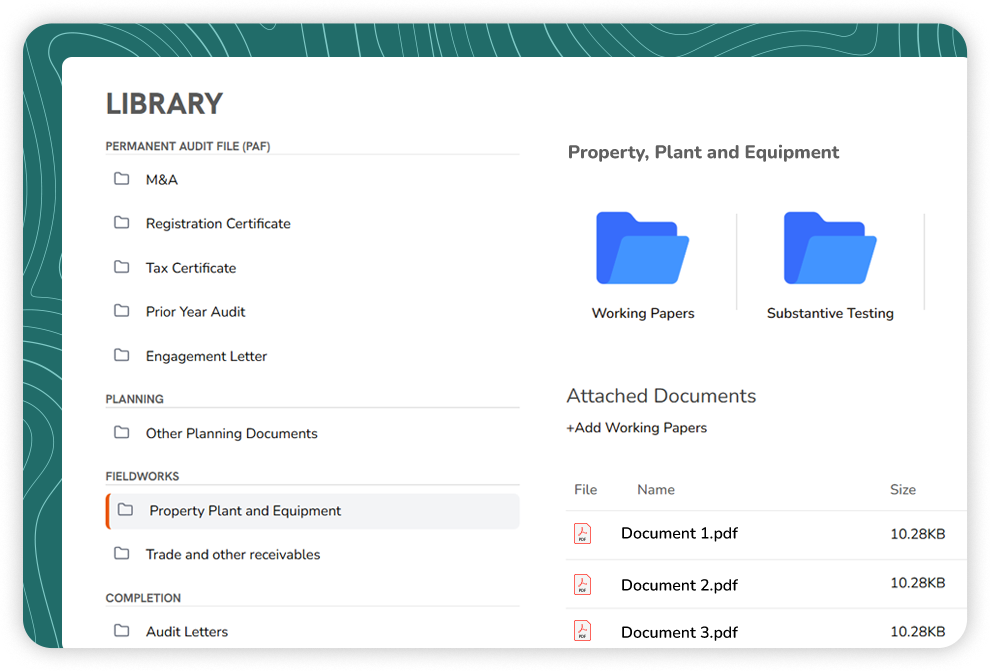 LIBRARY
PERMANENT AUDIT FILE (PAF)
M&A
Registration Certificate
Tax Certificate
Prior Year Audit
Engagement Letter
PLANNING
Other Planning Documents
FIELDWORKS
Property Plant and Equipment
Trade and other receivables
COMPLETION
Audit Letters
Property, Plant and Equipment
Working Papers
Substantive Testing
Attached Documents
+Add Working Papers
File Name Size
PDF Document 1.pdf 10.28KB
PDF Document 2.pdf 10.28KB
PDF Document 3.pdf 10.28KB